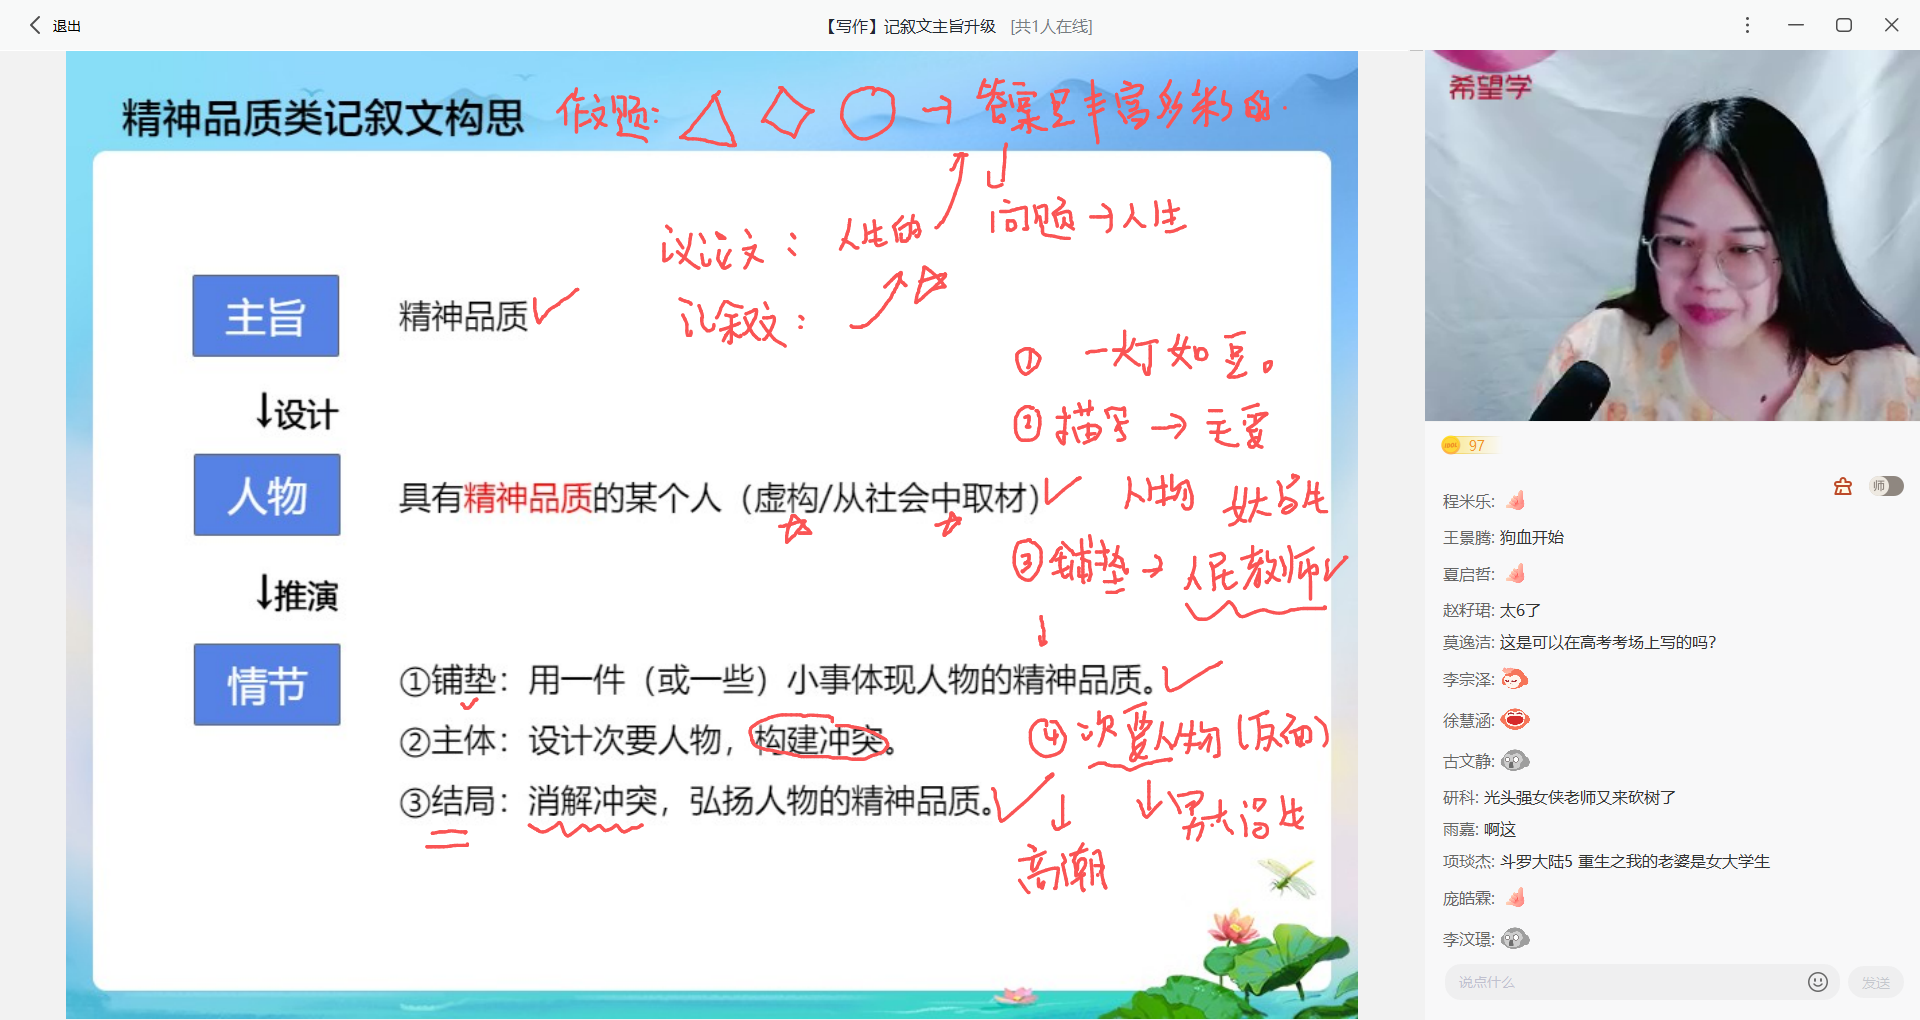 退出
【写作】记叙文主旨升级 [共1人在线]
精神品质类记叙文构思
作文题: → 答案是丰富多彩的.
议论文: 人生的
问题→人生
记叙文:
主旨 精神品质
① 一灯如豆。
↓设计
② 描写→主要
人物 具有精神品质的某个人（虚构/从社会中取材）
人物
③ 铺垫→人民教师
↓推演
情节
①铺垫：用一件（或一些）小事体现人物的精神品质。
②主体：设计次要人物，构建冲突。
③结局：消解冲突，弘扬人物的精神品质。
④ 次要人物(反面)
高潮
希望学
97
师
程米乐:
王景腾: 狗血开始
夏启哲:
赵籽珺: 太6了
莫逸洁: 这是可以在高考考场上写的吗?
李宗泽:
徐慧涵:
古文静:
研科: 光头强女侠老师又来砍树了
雨嘉: 啊这
项琰杰: 斗罗大陆5 重生之我的老婆是女大学生
庞皓霖:
李汶璟:
说点什么
发送